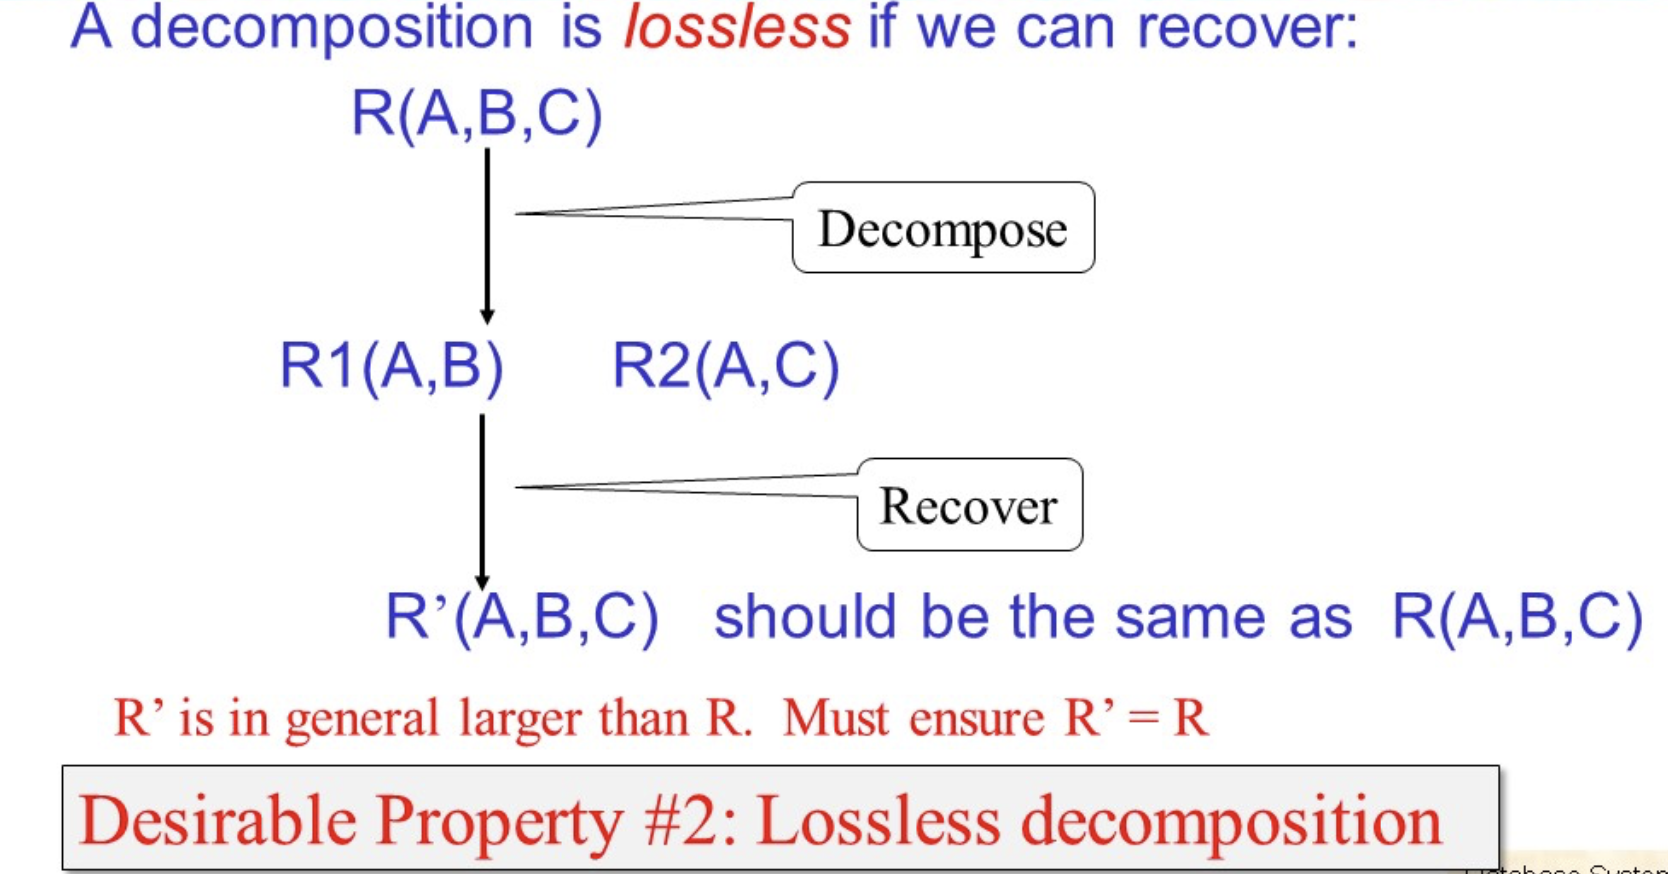 A decomposition is lossless if we can recover:
R(A,B,C)
Decompose
R1(A,B) R2(A,C)
Recover
R’(A,B,C) should be the same as R(A,B,C)
R’ is in general larger than R. Must ensure R’ = R
Desirable Property #2: Lossless decomposition